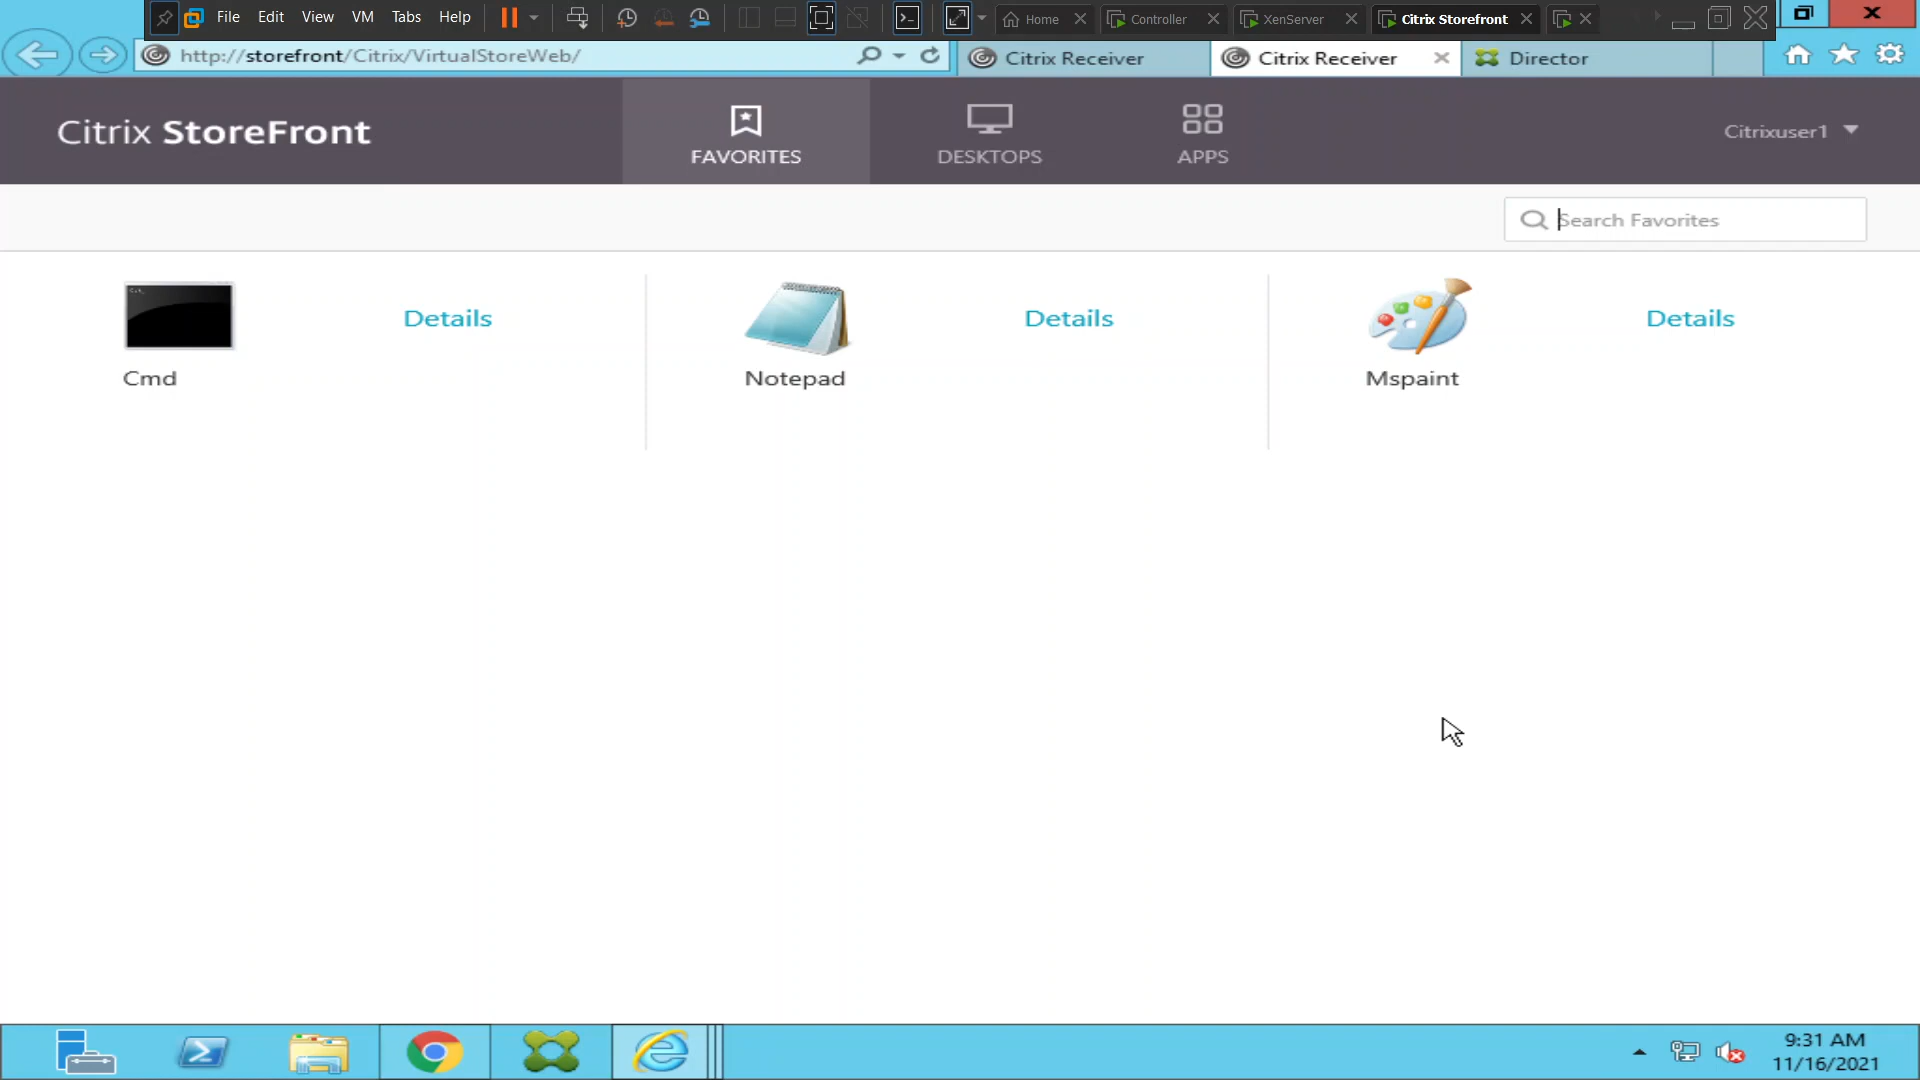 File Edit View VM Tabs Help Home Controller XenServer Citrix Storefront
http://storefront/Citrix/VirtualStoreWeb/ Citrix Receiver Citrix Receiver Director
Citrix StoreFront
FAVORITES
DESKTOPS
APPS
Citrixuser1
Search Favorites
Details
Cmd
Details
Notepad
Details
Mspaint
9:31 AM
11/16/2021